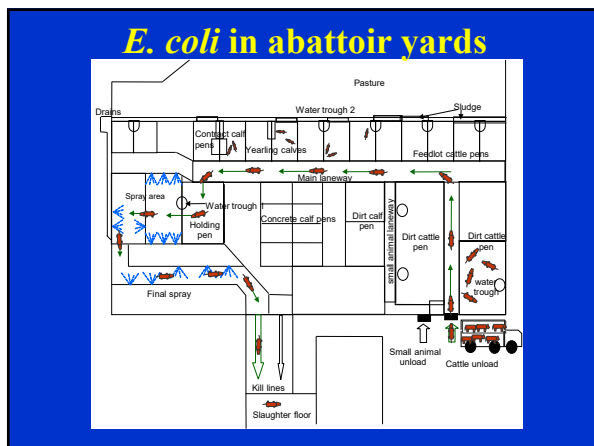 E. coli in abattoir yards
Pasture
Drains
Water trough 2
Sludge
Contract calf
pens
Yearling calves
Feedlot cattle pens
Main laneway
Spray area
Water trough 1
Holding
pen
Concrete calf pens
Dirt calf
pen
small animal laneway
Dirt cattle
pen
Dirt cattle
pen
water
trough
Final spray
Small animal
unload
Cattle unload
Kill lines
Slaughter floor